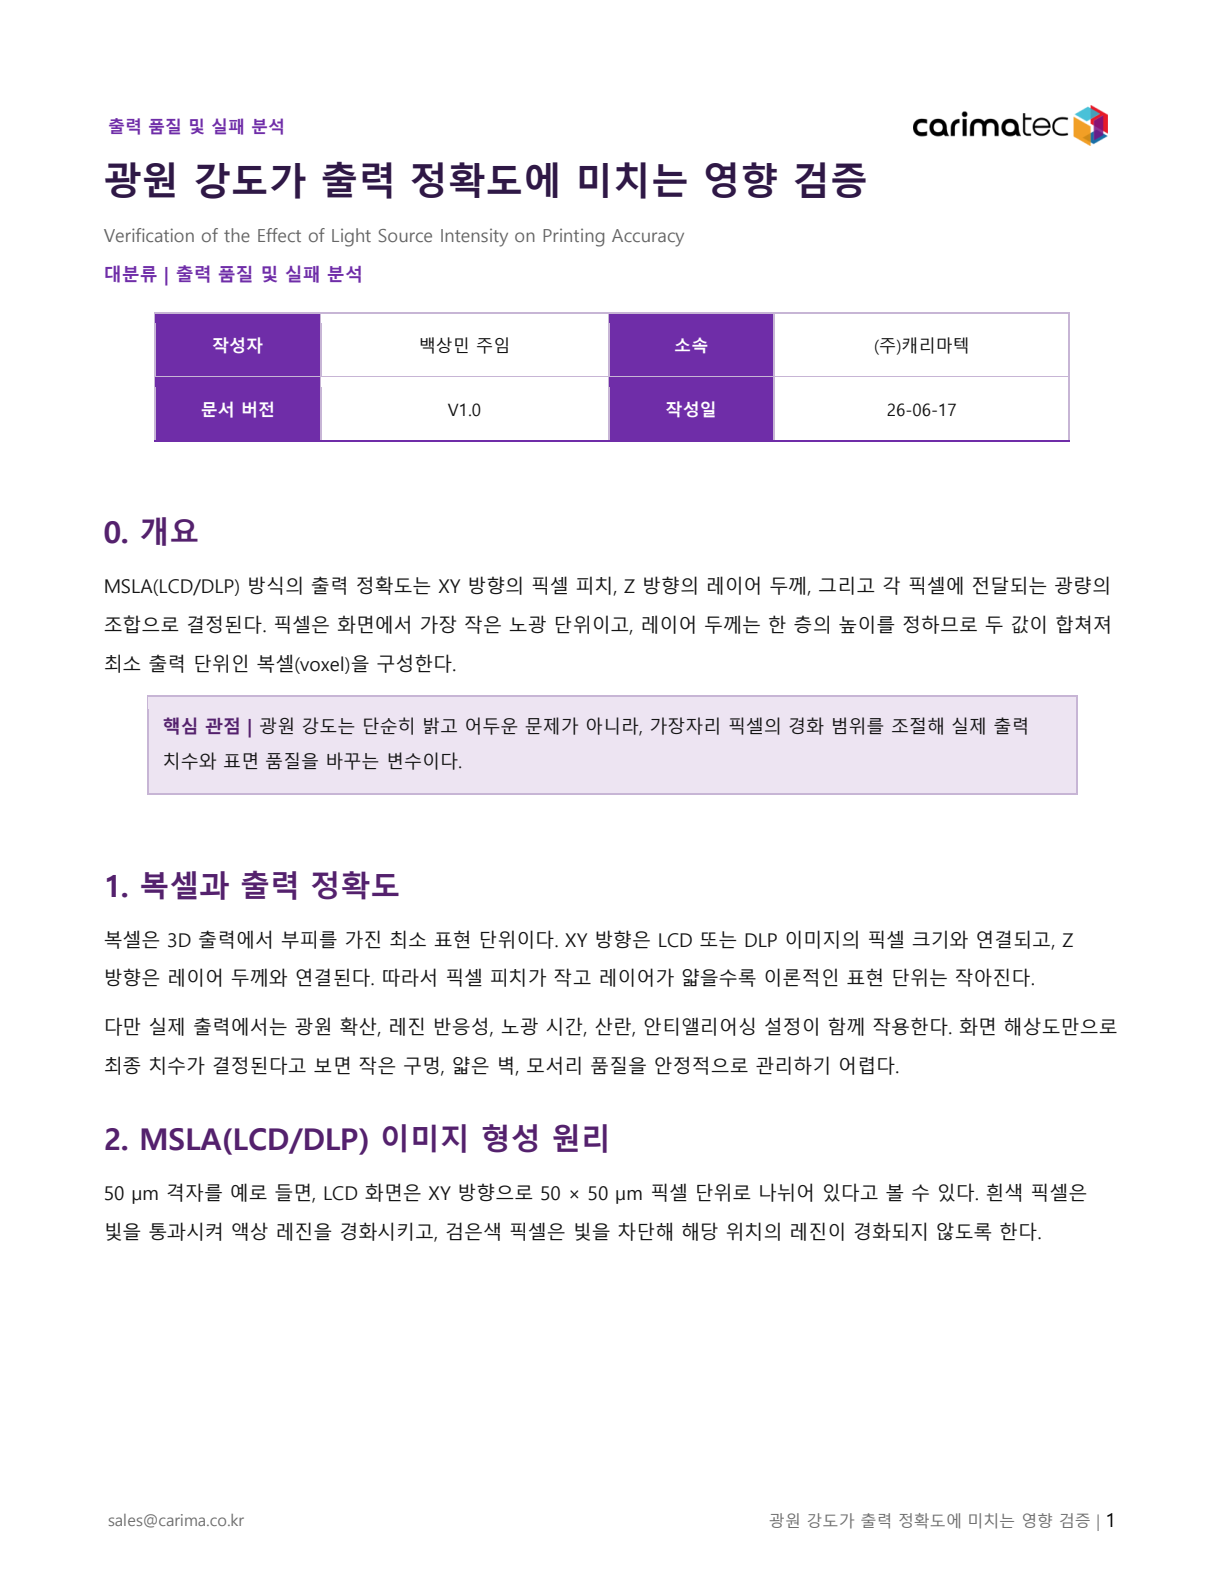 출력 품질 및 실패 분석
carimatec
광원 강도가 출력 정확도에 미치는 영향 검증
Verification of the Effect of Light Source Intensity on Printing Accuracy
대분류 | 출력 품질 및 실패 분석
작성자 백상민 주임 소속 (주)캐리마텍
문서 버전 V1.0 작성일 26-06-17
0. 개요
MSLA(LCD/DLP) 방식의 출력 정확도는 XY 방향의 픽셀 피치, Z 방향의 레이어 두께, 그리고 각 픽셀에 전달되는 광량의
조합으로 결정된다. 픽셀은 화면에서 가장 작은 노광 단위이고, 레이어 두께는 한 층의 높이를 정하므로 두 값이 합쳐져
최소 출력 단위인 복셀(voxel)을 구성한다.
핵심 관점 | 광원 강도는 단순히 밝고 어두운 문제가 아니라, 가장자리 픽셀의 경화 범위를 조절해 실제 출력
치수와 표면 품질을 바꾸는 변수이다.
1. 복셀과 출력 정확도
복셀은 3D 출력에서 부피를 가진 최소 표현 단위이다. XY 방향은 LCD 또는 DLP 이미지의 픽셀 크기와 연결되고, Z
방향은 레이어 두께와 연결된다. 따라서 픽셀 피치가 작고 레이어가 얇을수록 이론적인 표현 단위는 작아진다.
다만 실제 출력에서는 광원 확산, 레진 반응성, 노광 시간, 산란, 안티앨리어싱 설정이 함께 작용한다. 화면 해상도만으로
최종 치수가 결정된다고 보면 작은 구멍, 얇은 벽, 모서리 품질을 안정적으로 관리하기 어렵다.
2. MSLA(LCD/DLP) 이미지 형성 원리
50 μm 격자를 예로 들면, LCD 화면은 XY 방향으로 50 × 50 μm 픽셀 단위로 나뉘어 있다고 볼 수 있다. 흰색 픽셀은
빛을 통과시켜 액상 레진을 경화시키고, 검은색 픽셀은 빛을 차단해 해당 위치의 레진이 경화되지 않도록 한다.
sales@carima.co.kr
광원 강도가 출력 정확도에 미치는 영향 검증 | 1